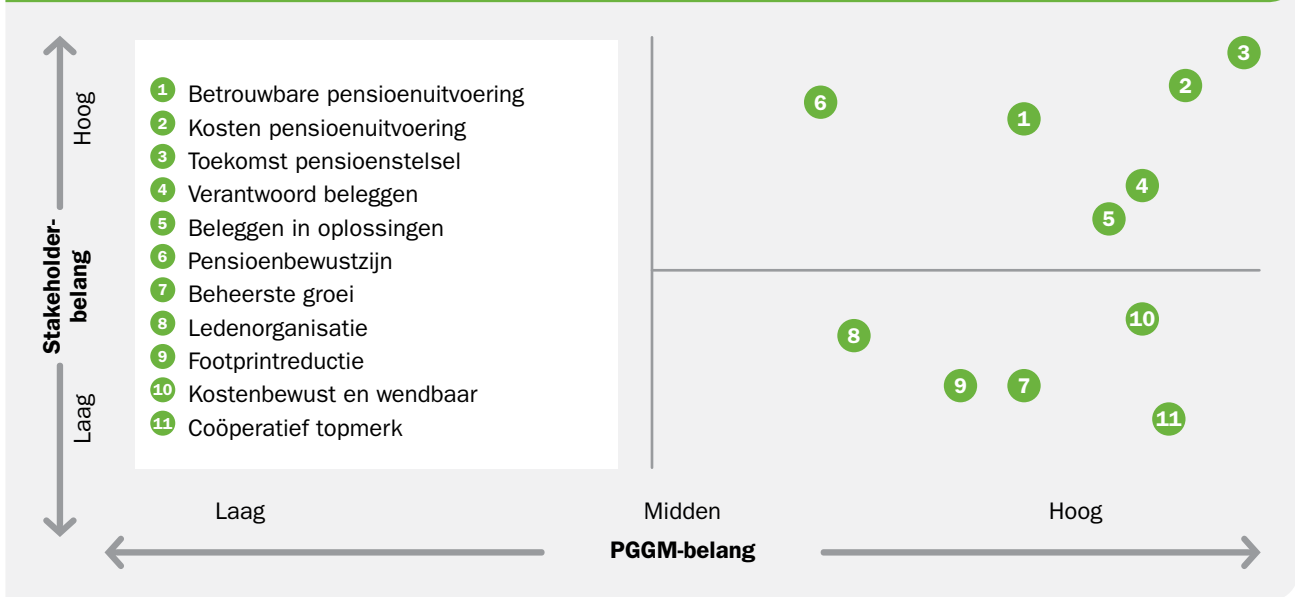 Hoog
Stakeholder-
belang
Laag
1 Betrouwbare pensioenuitvoering
2 Kosten pensioenuitvoering
3 Toekomst pensioenstelsel
4 Verantwoord beleggen
5 Beleggen in oplossingen
6 Pensioenbewustzijn
7 Beheerste groei
8 Ledenorganisatie
9 Footprintreductie
10 Kostenbewust en wendbaar
11 Coöperatief topmerk
3
2
6
1
4
5
10
8
9
7
11
Laag
Midden
Hoog
PGGM-belang